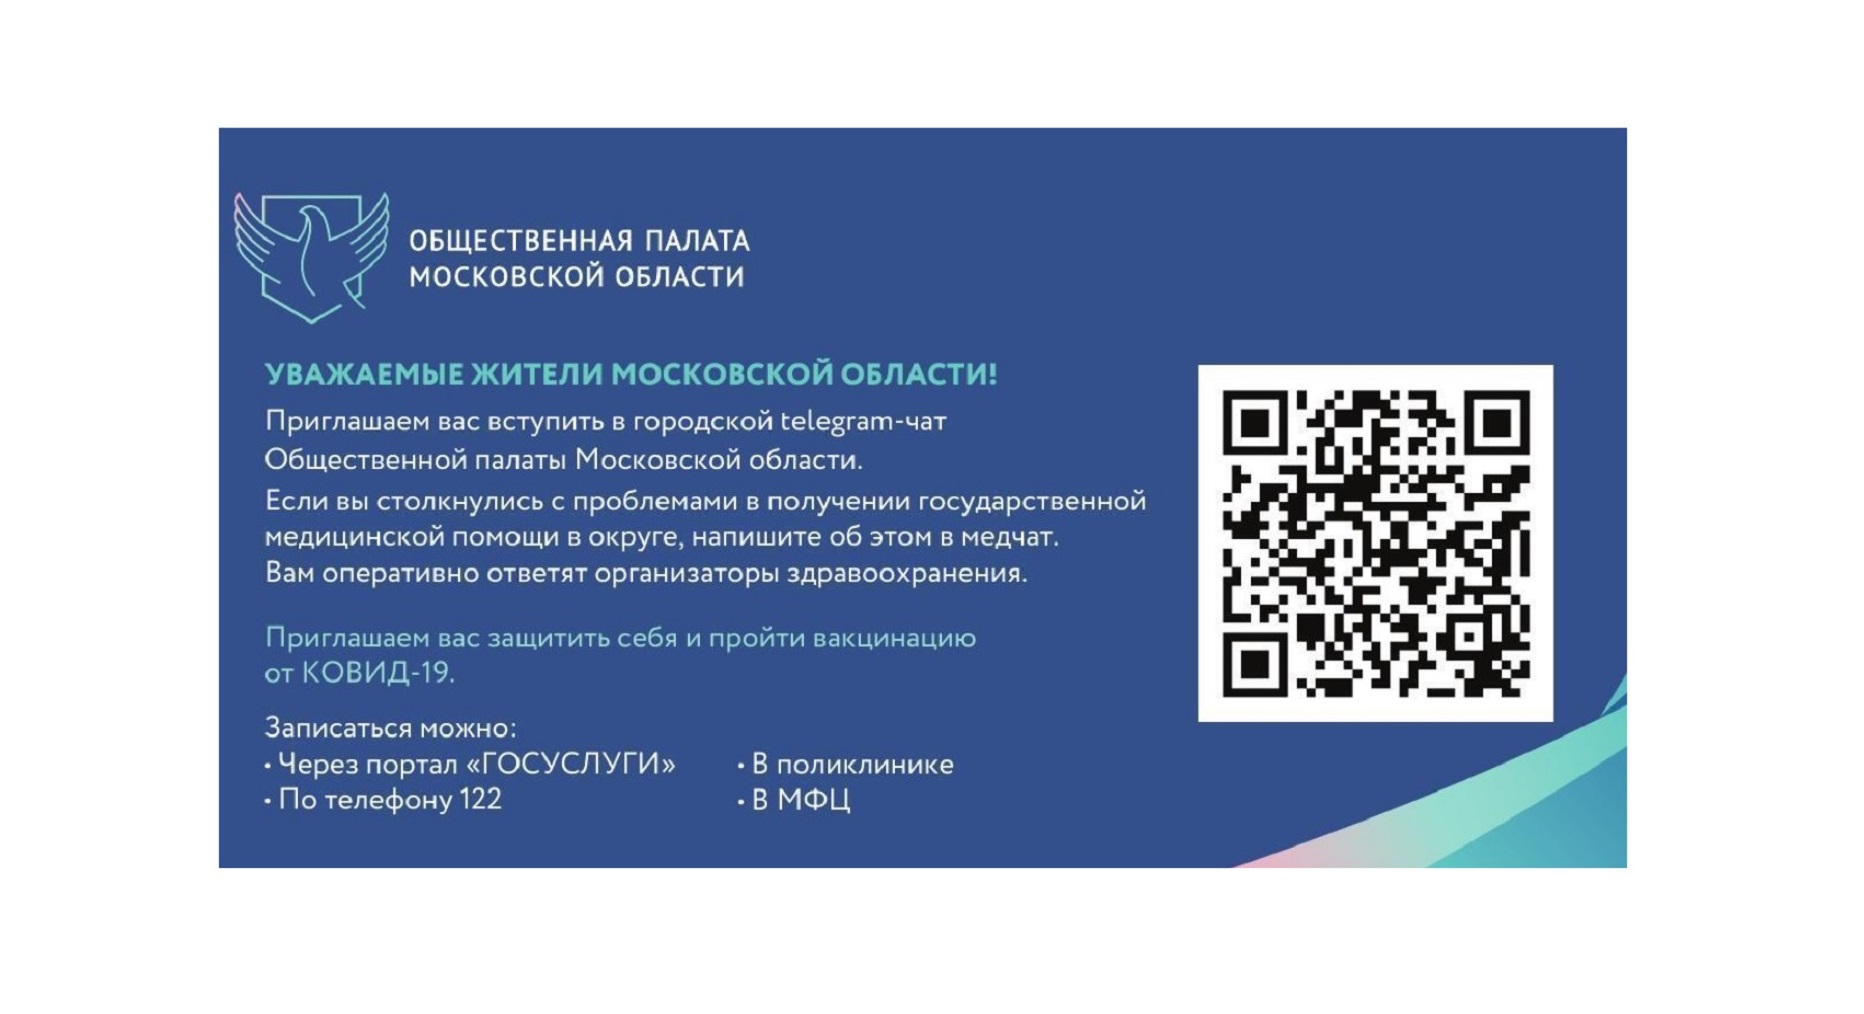 ОБЩЕСТВЕННАЯ ПАЛАТА
МОСКОВСКОЙ ОБЛАСТИ
УВАЖАЕМЫЕ ЖИТЕЛИ МОСКОВСКОЙ ОБЛАСТИ!
Приглашаем вас вступить в городской telegram-чат
Общественной палаты Московской области.
Если вы столкнулись с проблемами в получении государственной
медицинской помощи в округе, напишите об этом в медчат.
Вам оперативно ответят организаторы здравоохранения.
Приглашаем вас защитить себя и пройти вакцинацию
от КОВИД-19.
Записаться можно:
• Через портал «ГОСУСЛУГИ»
• По телефону 122
• В поликлинике
• В МФЦ